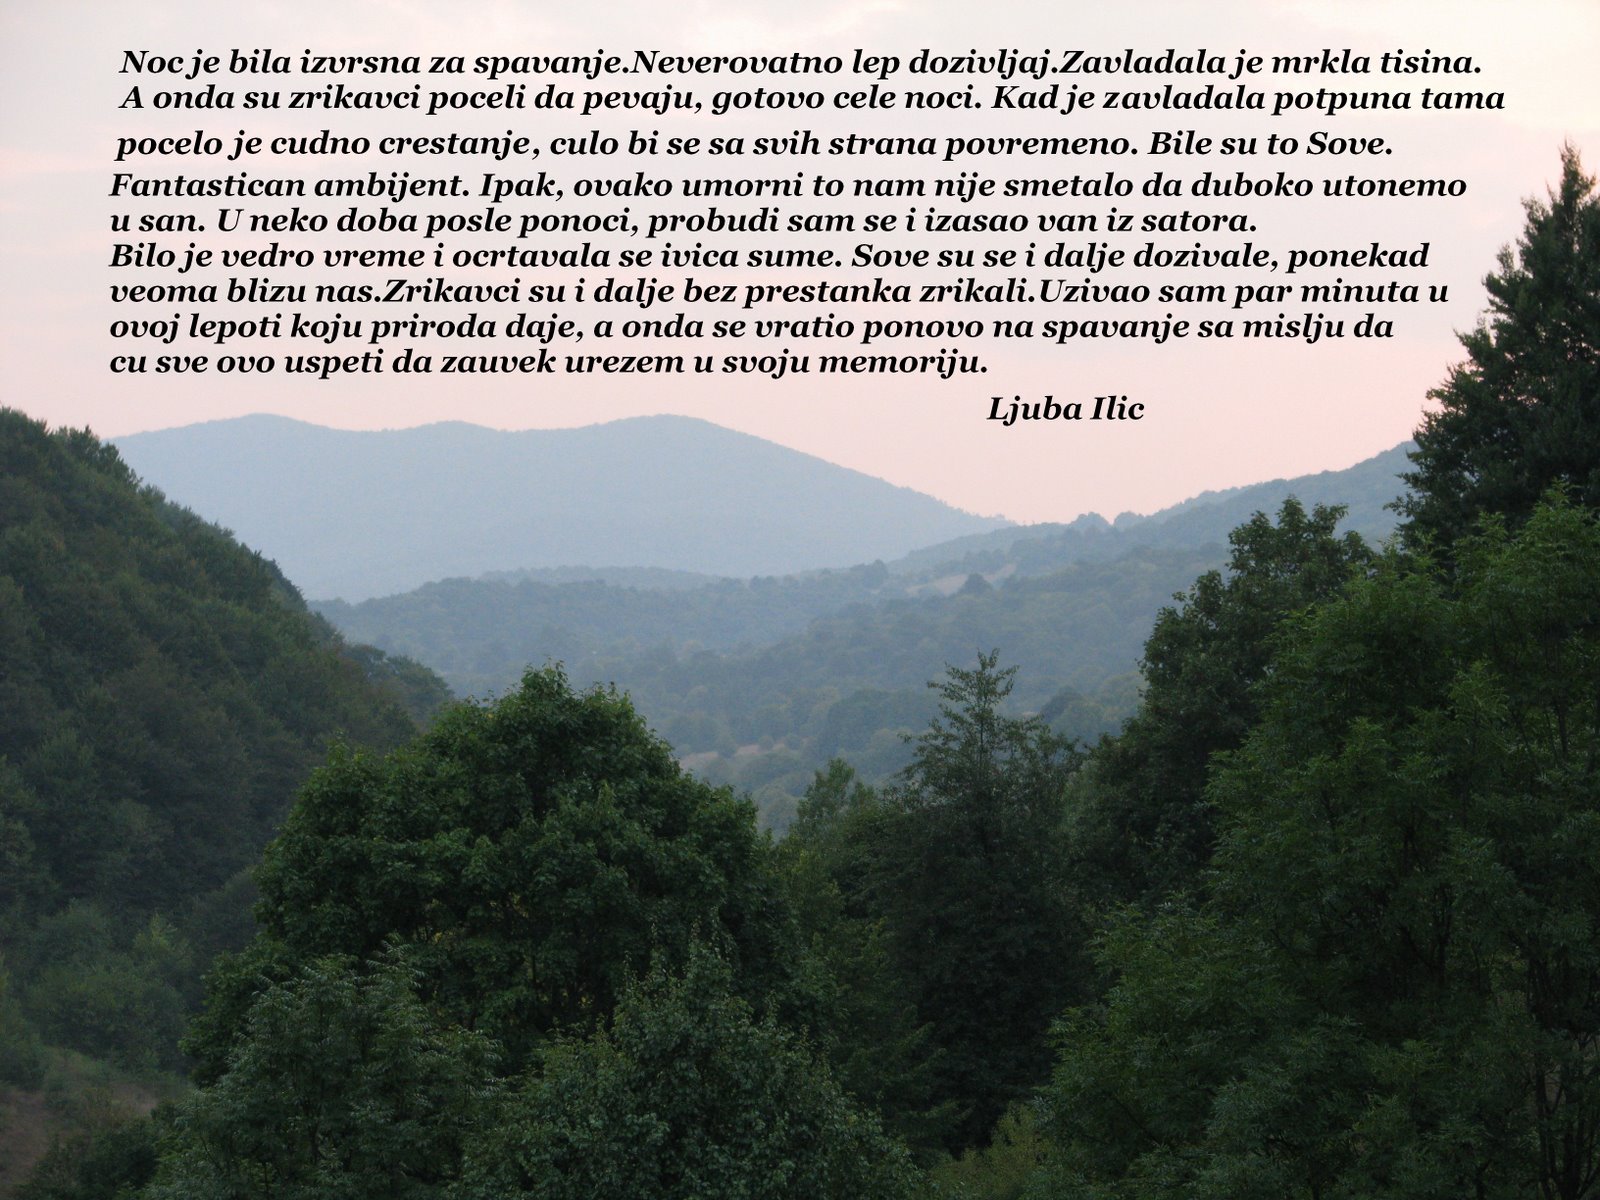 Noc je bila izvrsna za spavanje.Neverovatno lep dozivljaj.Zavladala je mrkla tisina.
A onda su zrikavci poceli da pevaju, gotovo cele noci. Kad je zavladala potpuna tama
pocelo je cudno crestanje, culo bi se sa svih strana povremeno. Bile su to Sove.
Fantastican ambijent. Ipak, ovako umorni to nam nije smetalo da duboko utonemo
u san. U neko doba posle ponoci, probudi sam se i izasao van iz satora.
Bilo je vedro vreme i ocrtavala se ivica sume. Sove su se i dalje dozivale, ponekad
veoma blizu nas.Zrikavci su i dalje bez prestanka zrikali.Uzivao sam par minuta u
ovoj lepoti koju priroda daje, a onda se vratio ponovo na spavanje sa mislju da
cu sve ovo uspeti da zauvek urezem u svoju memoriju.
Ljuba Ilic